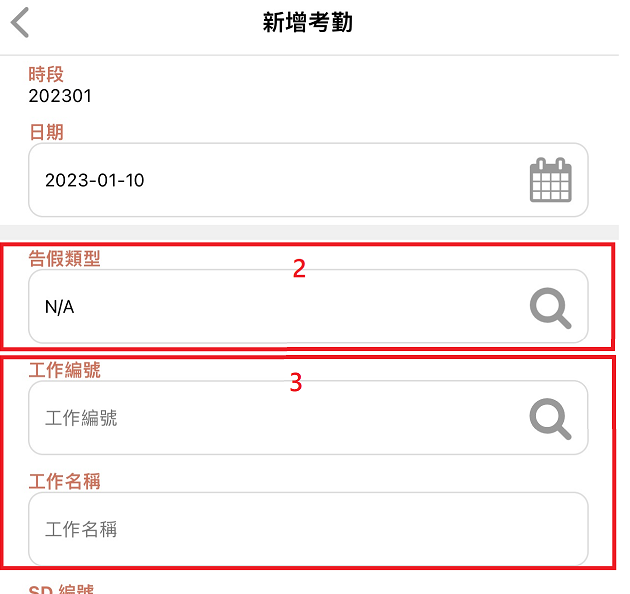 新增考勤
時段
202301
日期
2023-01-10
告假類型
2
N/A
工作編號
3
工作編號
工作名稱
工作名稱
SD 編號